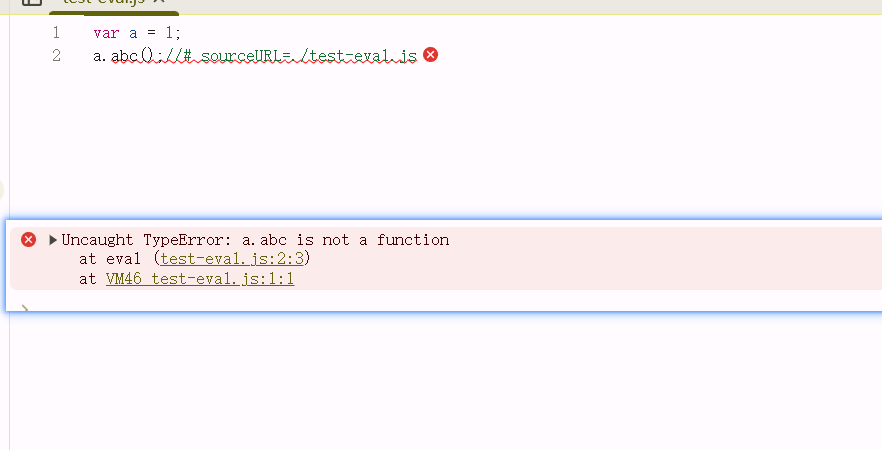 test-eval.js
1 var a = 1;
2 a.abc();//# sourceURL=./test-eval.js
Uncaught TypeError: a.abc is not a function
at eval (test-eval.js:2:3)
at VM46 test-eval.js:1:1